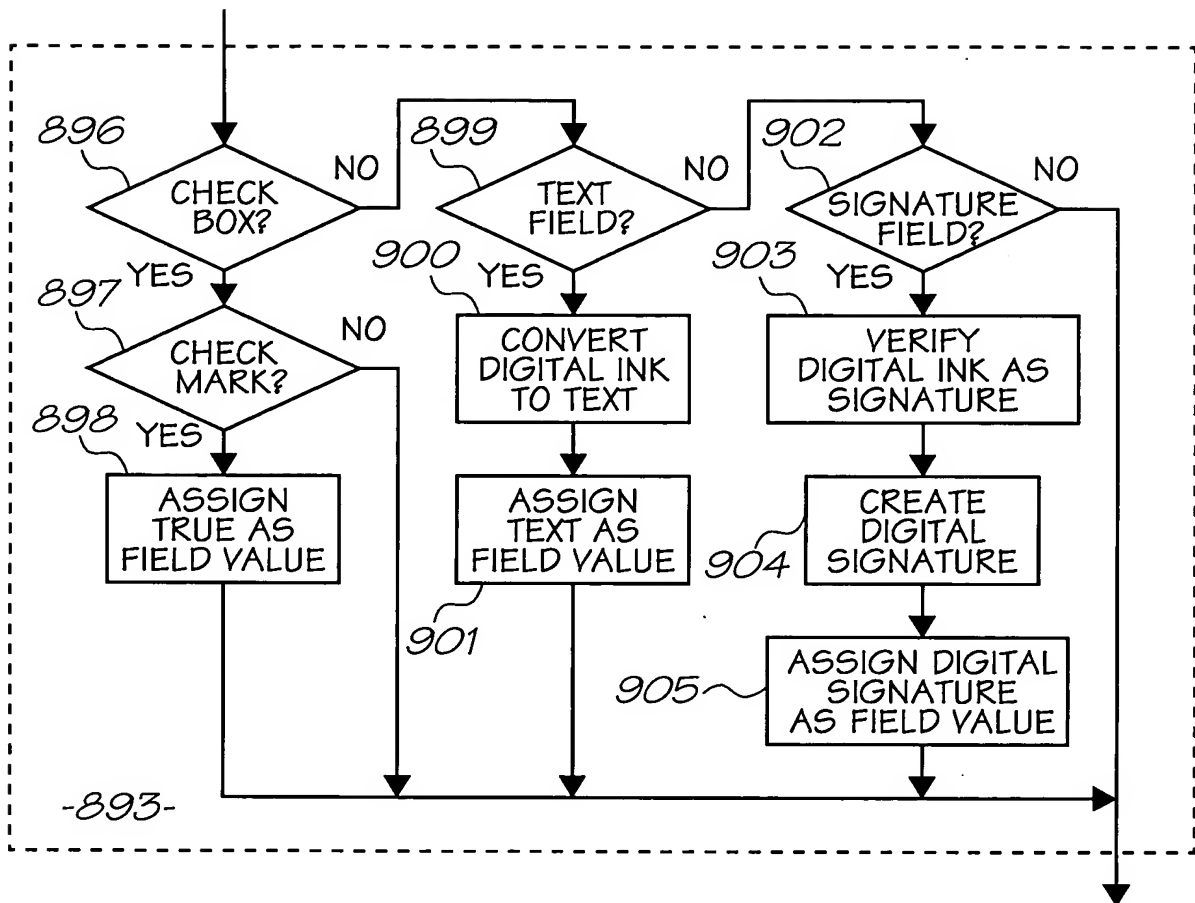 896
CHECK
BOX?
NO
YES
899
TEXT
FIELD?
NO
YES
902
SIGNATURE
FIELD?
NO
YES
897
CHECK
MARK?
NO
YES
898
ASSIGN
TRUE AS
FIELD VALUE
900
CONVERT
DIGITAL INK
TO TEXT
ASSIGN
TEXT AS
FIELD VALUE
901
903
VERIFY
DIGITAL INK AS
SIGNATURE
CREATE
DIGITAL
SIGNATURE
904
ASSIGN DIGITAL
SIGNATURE
AS FIELD VALUE
905
-893-